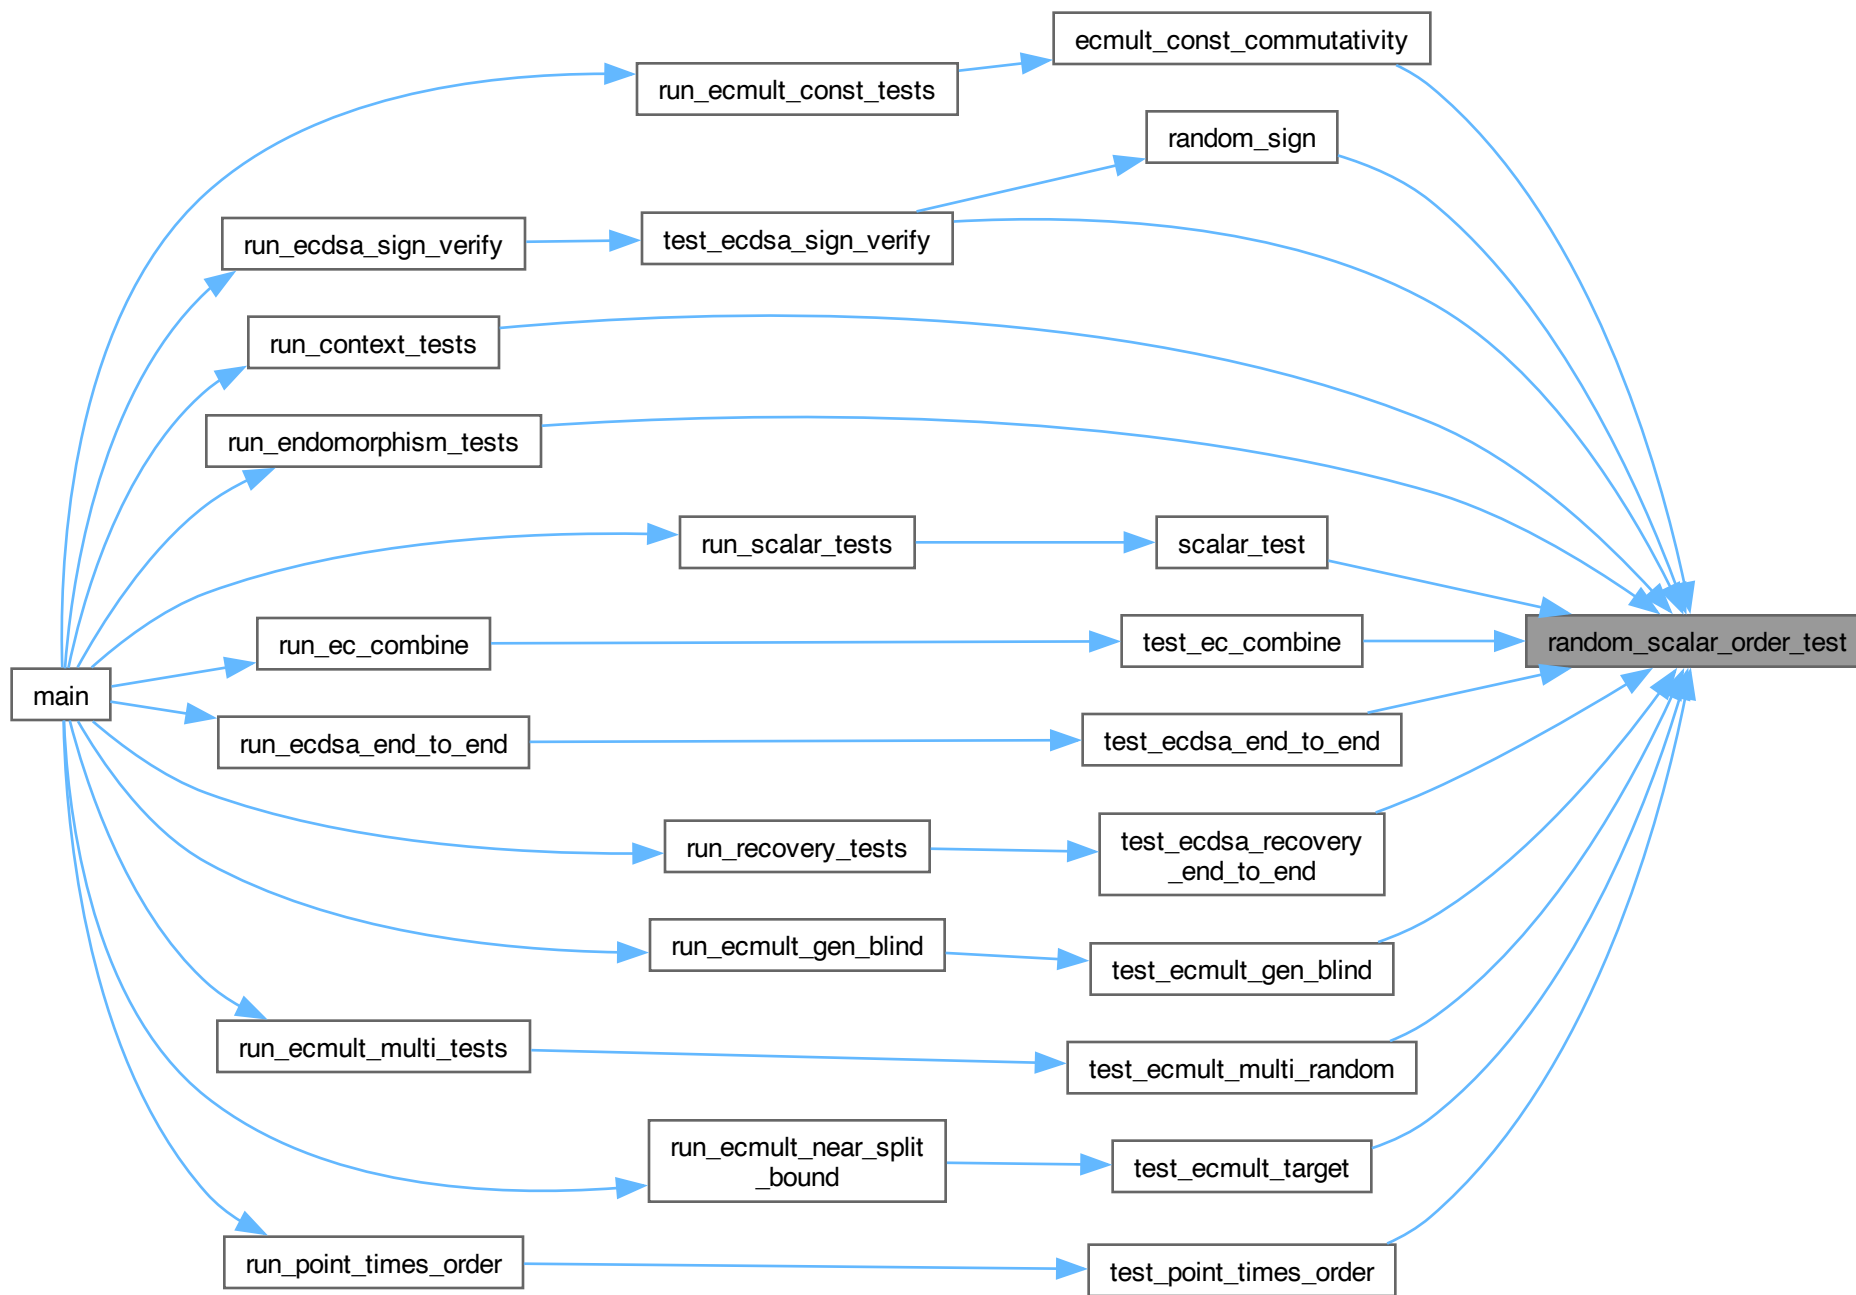 ecmult_const_commutativity
run_ecmult_const_tests
random_sign
run_ecdsa_sign_verify
test_ecdsa_sign_verify
run_context_tests
run_endomorphism_tests
run_scalar_tests
scalar_test
run_ec_combine
test_ec_combine
random_scalar_order_test
main
run_ecdsa_end_to_end
test_ecdsa_end_to_end
run_recovery_tests
test_ecdsa_recovery
_end_to_end
run_ecmult_gen_blind
test_ecmult_gen_blind
run_ecmult_multi_tests
test_ecmult_multi_random
run_ecmult_near_split
_bound
test_ecmult_target
run_point_times_order
test_point_times_order